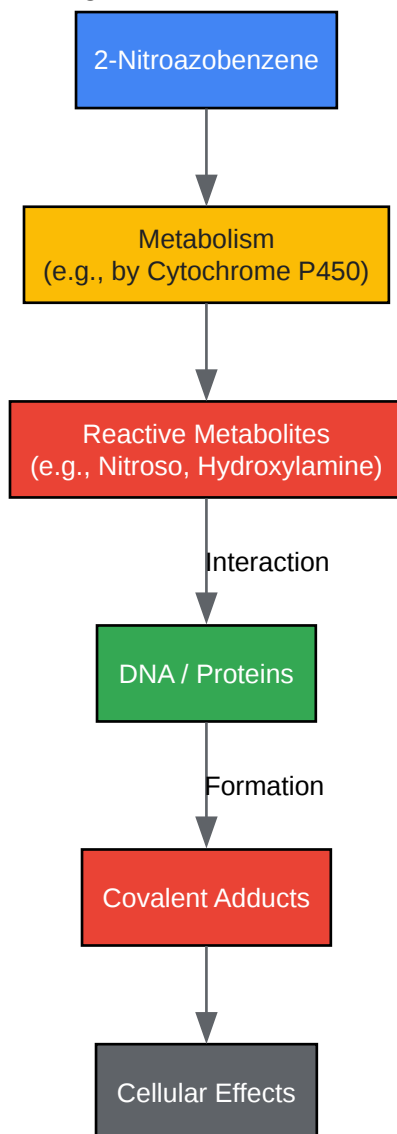 2-Nitroazobenzene
Metabolism
(e.g., by Cytochrome P450)
Reactive Metabolites
(e.g., Nitroso, Hydroxylamine)
Interaction
DNA / Proteins
Formation
Covalent Adducts
Cellular Effects